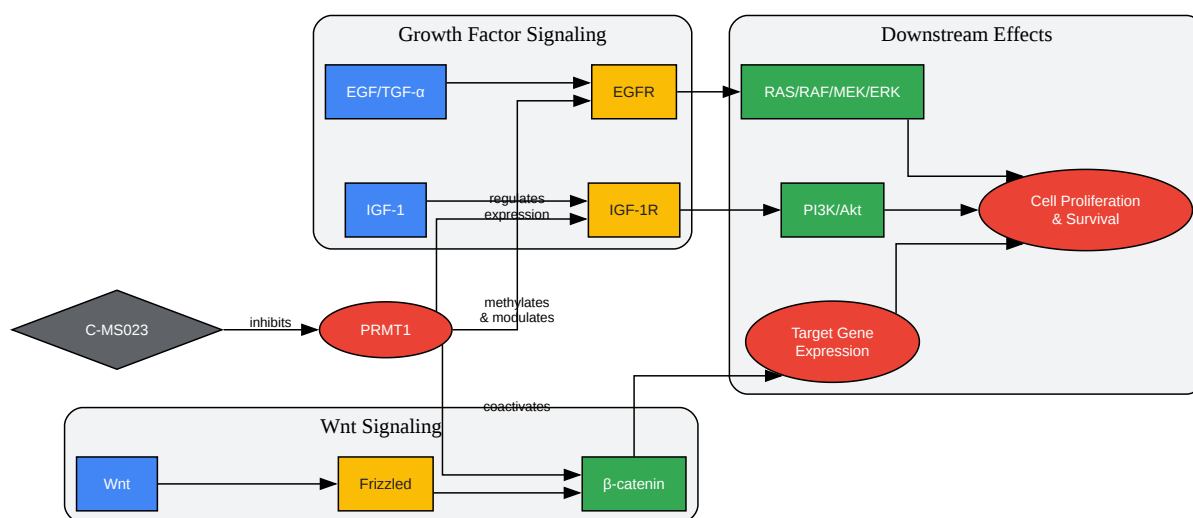 Growth Factor Signaling
Downstream Effects
EGF/TGF-α
EGFR
RAS/RAF/MEK/ERK
IGF-1
regulates
expression
IGF-1R
PI3K/Akt
Cell Proliferation
& Survival
C-MS023
inhibits
PRMT1
methylates
& modulates
Target Gene
Expression
coactivates
Wnt Signaling
Wnt
Frizzled
β-catenin